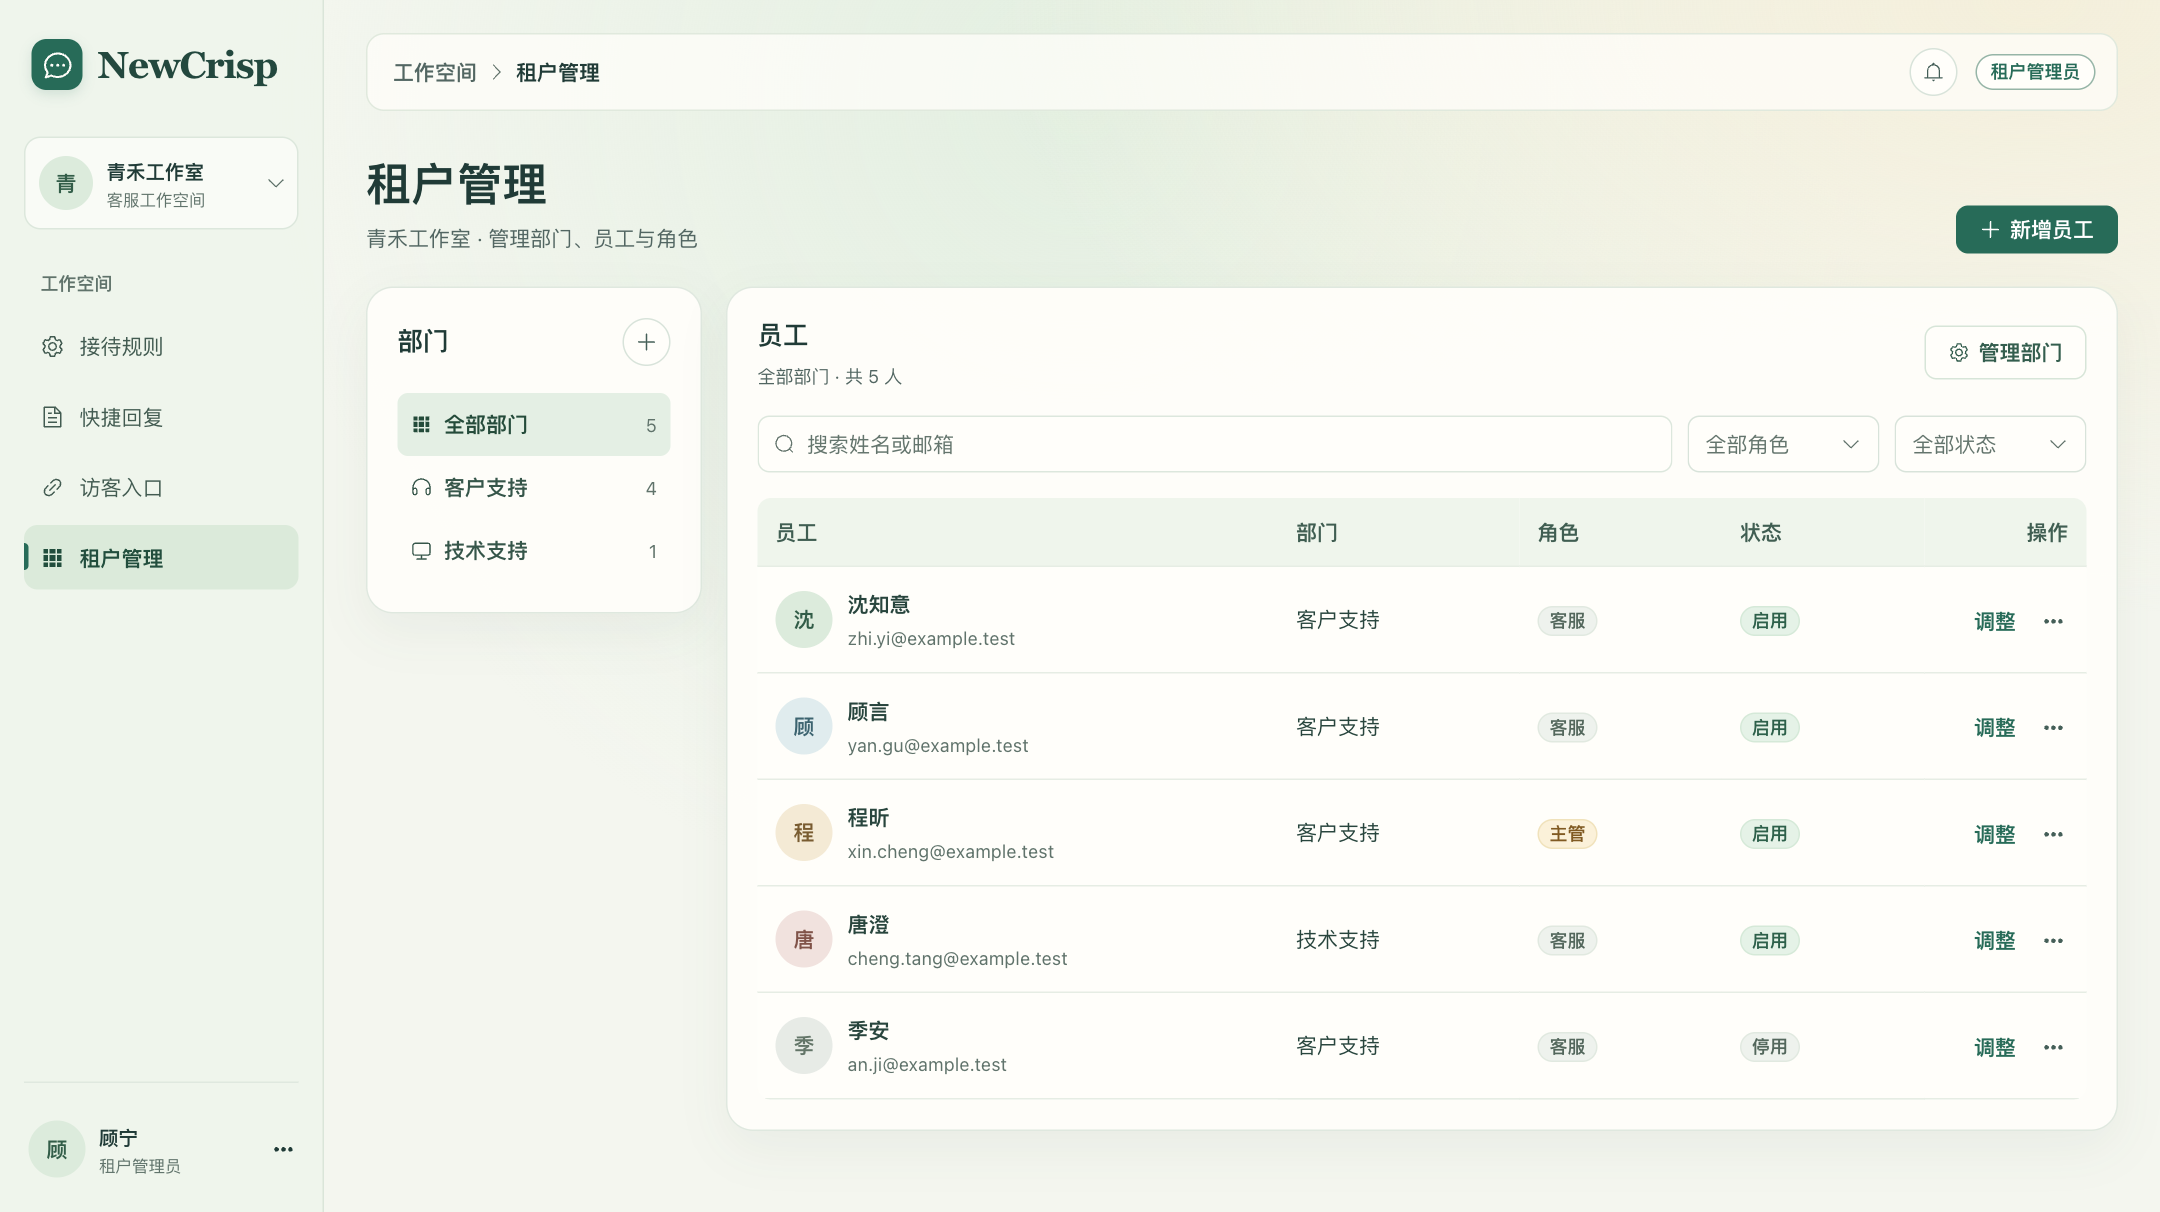 NewCrisp
青
青禾工作室
客服工作空间
工作空间
接待规则
快捷回复
访客入口
租户管理
顾
顾宁
租户管理员
工作空间 租户管理
租户管理员
租户管理
青禾工作室 · 管理部门、员工与角色
新增员工
部门
全部部门 5
客户支持 4
技术支持 1
员工
全部部门 · 共 5 人
管理部门
搜索姓名或邮箱 全部角色 全部状态
员工 部门 角色 状态 操作
沈 沈知意 客户支持 客服 启用 调整
zhi.yi@example.test
顾 顾言 客户支持 客服 启用 调整
yan.gu@example.test
程 程昕 客户支持 主管 启用 调整
xin.cheng@example.test
唐 唐澄 技术支持 客服 启用 调整
cheng.tang@example.test
季 季安 客户支持 客服 停用 调整
an.ji@example.test